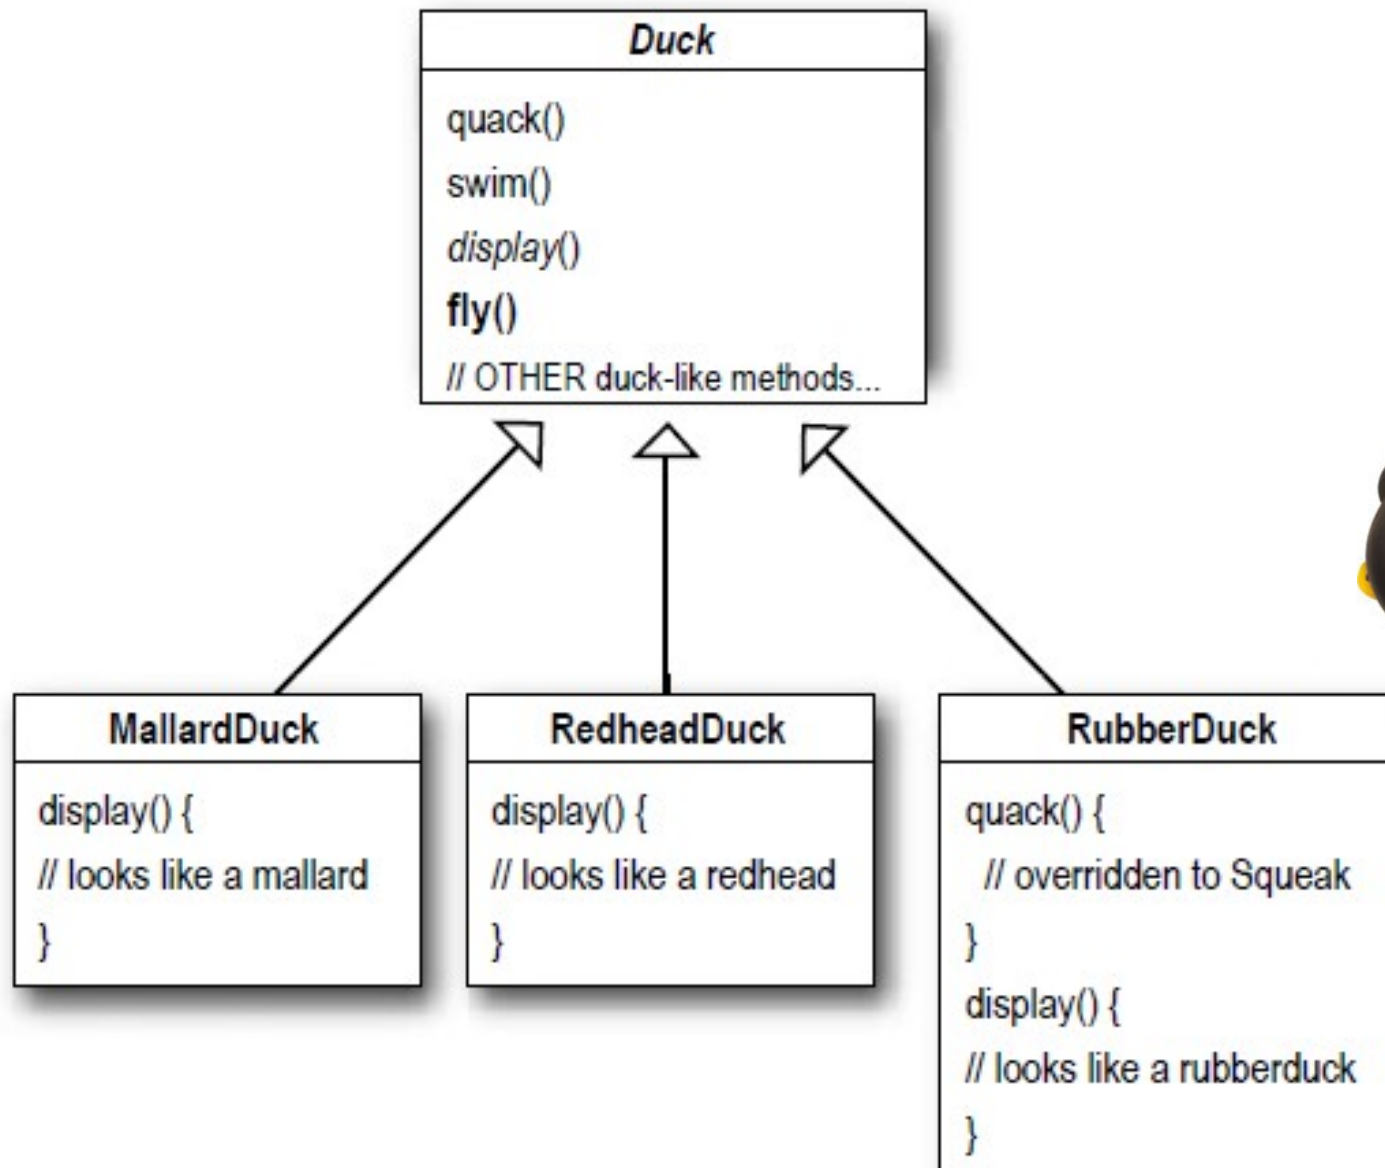 Duck
quack()
swim()
display()
fly()
// OTHER duck-like methods...
MallardDuck
display() {
// looks like a mallard
}
RedheadDuck
display() {
// looks like a redhead
}
RubberDuck
quack() {
// overridden to Squeak
}
display() {
// looks like a rubberduck
}